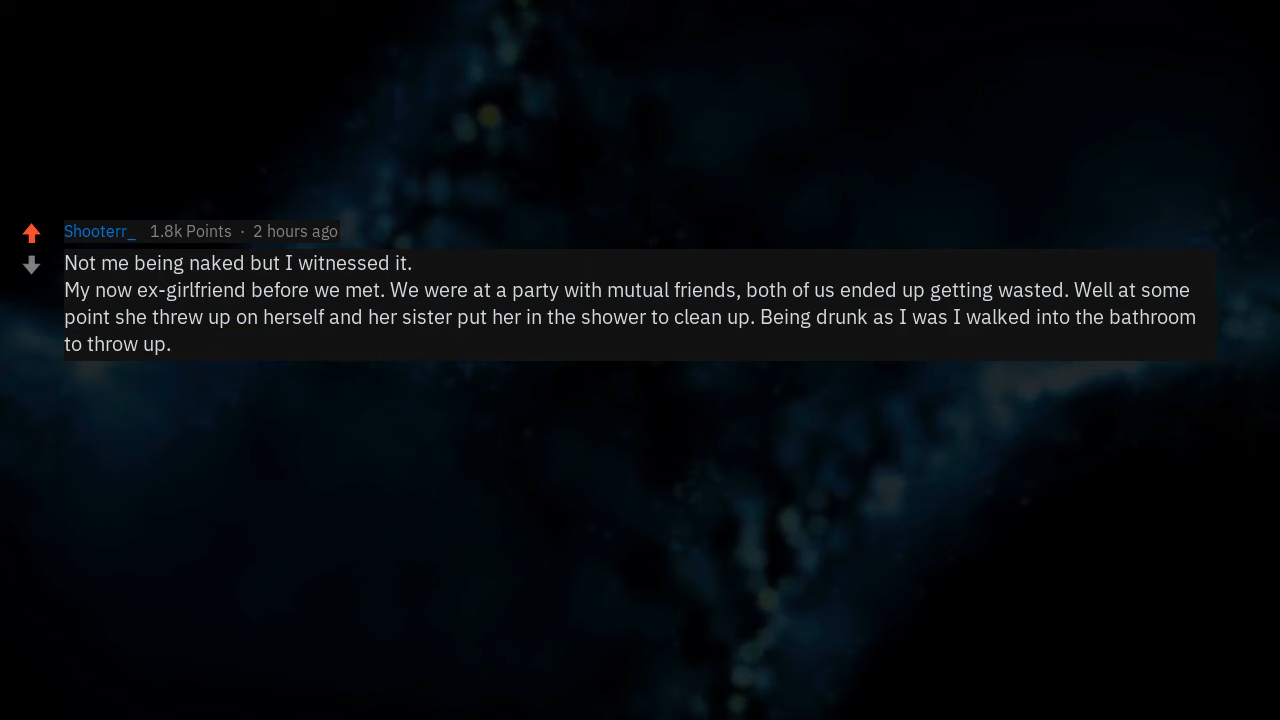 Shooterr_ 1.8k Points · 2 hours ago
Not me being naked but I witnessed it.
My now ex-girlfriend before we met. We were at a party with mutual friends, both of us ended up getting wasted. Well at some
point she threw up on herself and her sister put her in the shower to clean up. Being drunk as I was I walked into the bathroom
to throw up.